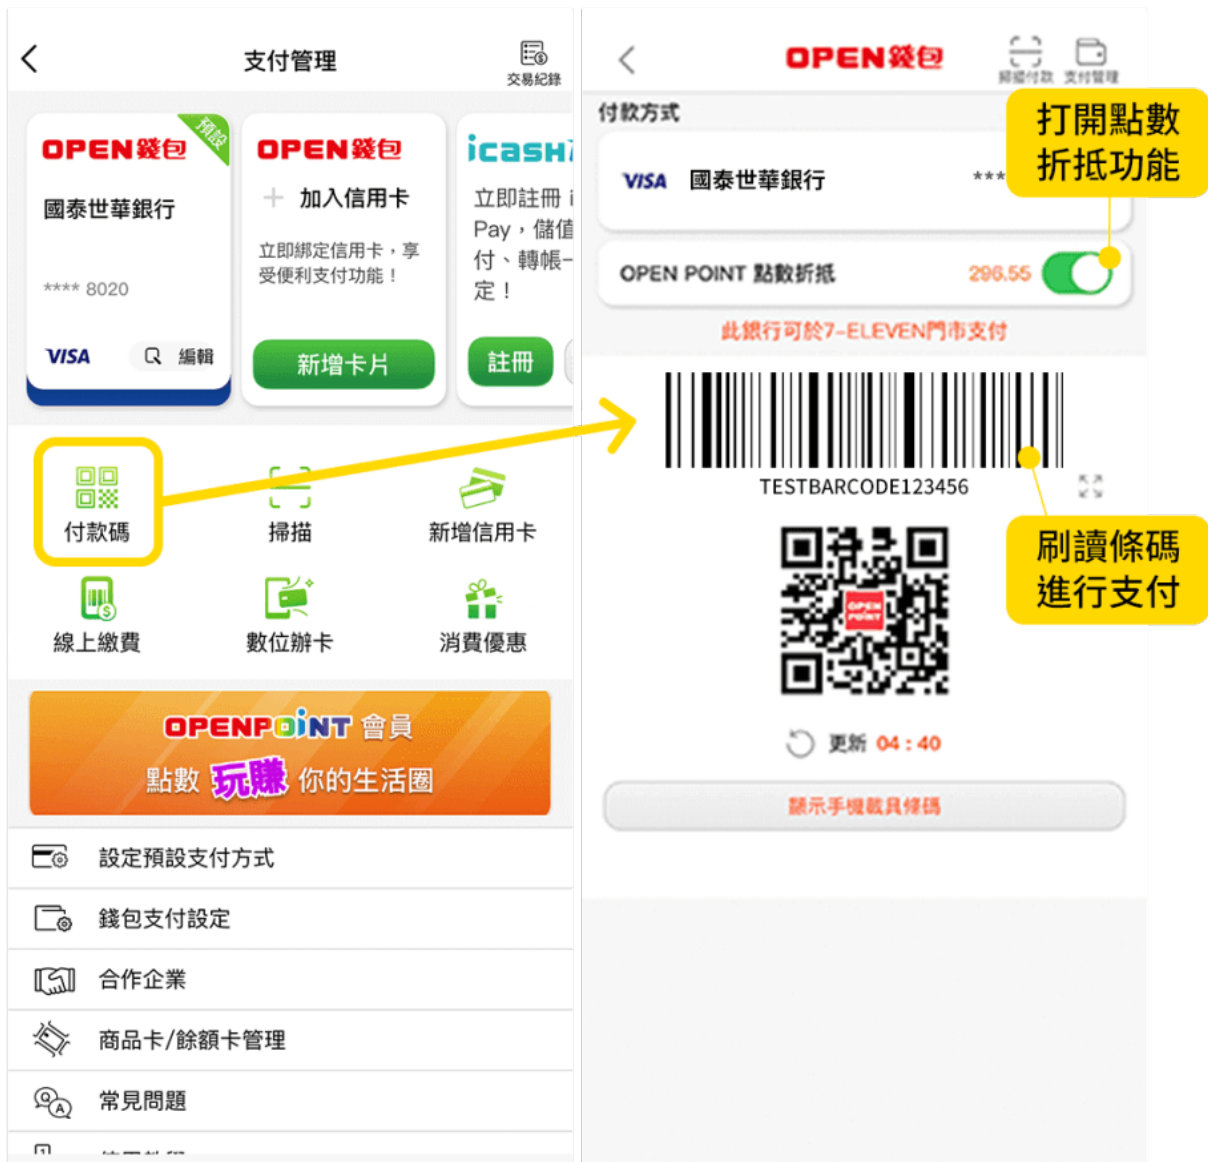 支付管理
交易紀錄
OPEN錢包
預設
國泰世華銀行
**** 8020
VISA
編輯
OPEN錢包
加入信用卡
立即綁定信用卡，享
受便利支付功能！
新增卡片
icash
立即註冊 i
Pay，儲值
付、轉帳一
定！
註冊
付款碼
掃描
新增信用卡
線上繳費
數位辦卡
消費優惠
OPENPOiNT 會員
點數 玩賺 你的生活圈
設定預設支付方式
錢包支付設定
合作企業
商品卡/餘額卡管理
常見問題
OPEN錢包
掃描付款
支付管理
付款方式
VISA 國泰世華銀行 ***
打開點數
折抵功能
OPEN POINT 點數折抵 296.55
此銀行可於7-ELEVEN門市支付
TESTBARCODE123456
刷讀條碼
進行支付
OPEN
POINT
更新 04：40
顯示手機載具條碼